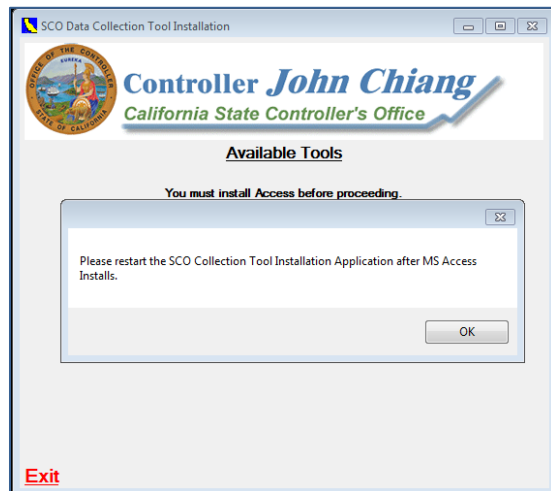 SCO Data Collection Tool Installation
OFFICE OF THE CONTROLLER
EUREKA
STATE OF CALIFORNIA
Controller John Chiang
California State Controller's Office
Available Tools
You must install Access before proceeding.
Please restart the SCO Collection Tool Installation Application after MS Access
Installs.
OK
Exit